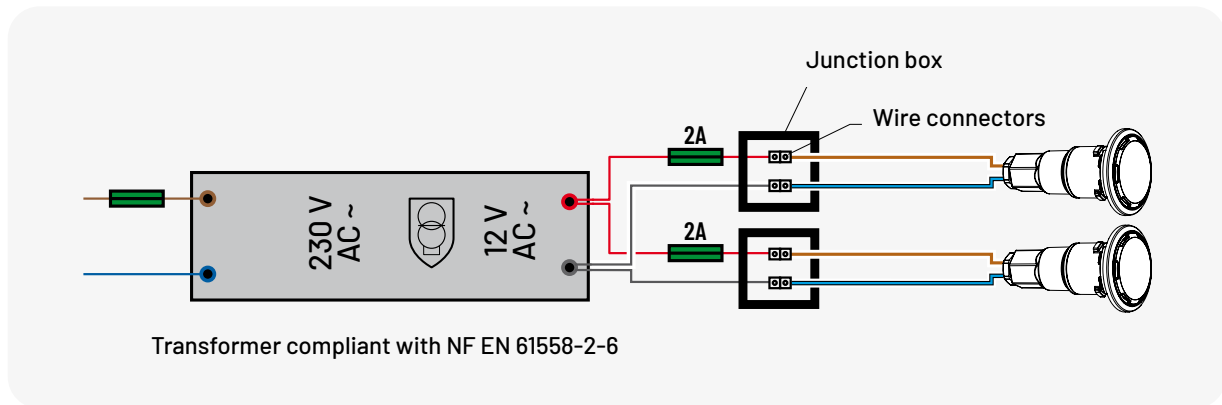 Junction box
Wire connectors
2A
230 V
AC ~
12 V
AC ~
2A
Transformer compliant with NF EN 61558-2-6